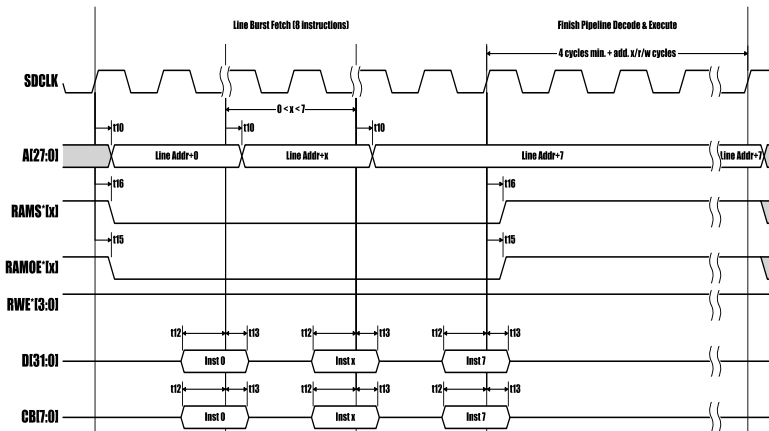 Line Burst Fetch (8 instructions)
Finish Pipeline Decode & Execute
4 cycles min. + add. x/r/w cycles
SDCLK
0 < x < 7
t10
t10
t10
A[27:0]
Line Addr+0
Line Addr+x
Line Addr+7
Line Addr+7
t16
t16
RAMS*[x]
t15
t15
RAMOE*[x]
RWE*[3:0]
t12
t13
t12
t13
t12
t13
D[31:0]
Inst 0
Inst x
Inst 7
t12
t13
t12
t13
t12
t13
CB[7:0]
Inst 0
Inst x
Inst 7